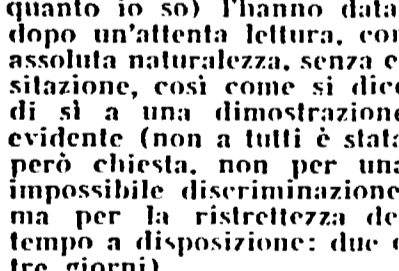 quanto io so) l'hanno data
dopo un'attenta lettura, con
assoluta naturalezza, senza
sitazione, così come si dice
di sì a una dimostrazione
evidente (non a tutti è stata
però chiesta, non per una
impossibile discriminazione
ma per la ristrettezza de
tempo a disposizione: due
tre giorni)